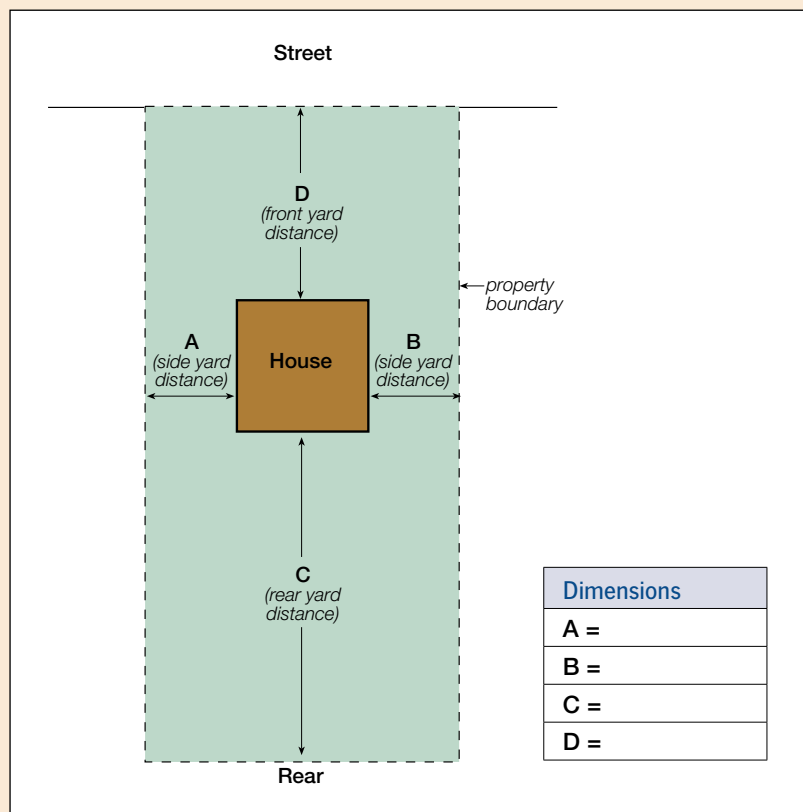 Street
D
(front yard
distance)
property
boundary
A
(side yard
distance)
House
B
(side yard
distance)
C
(rear yard
distance)
Rear
Dimensions
A =
B =
C =
D =